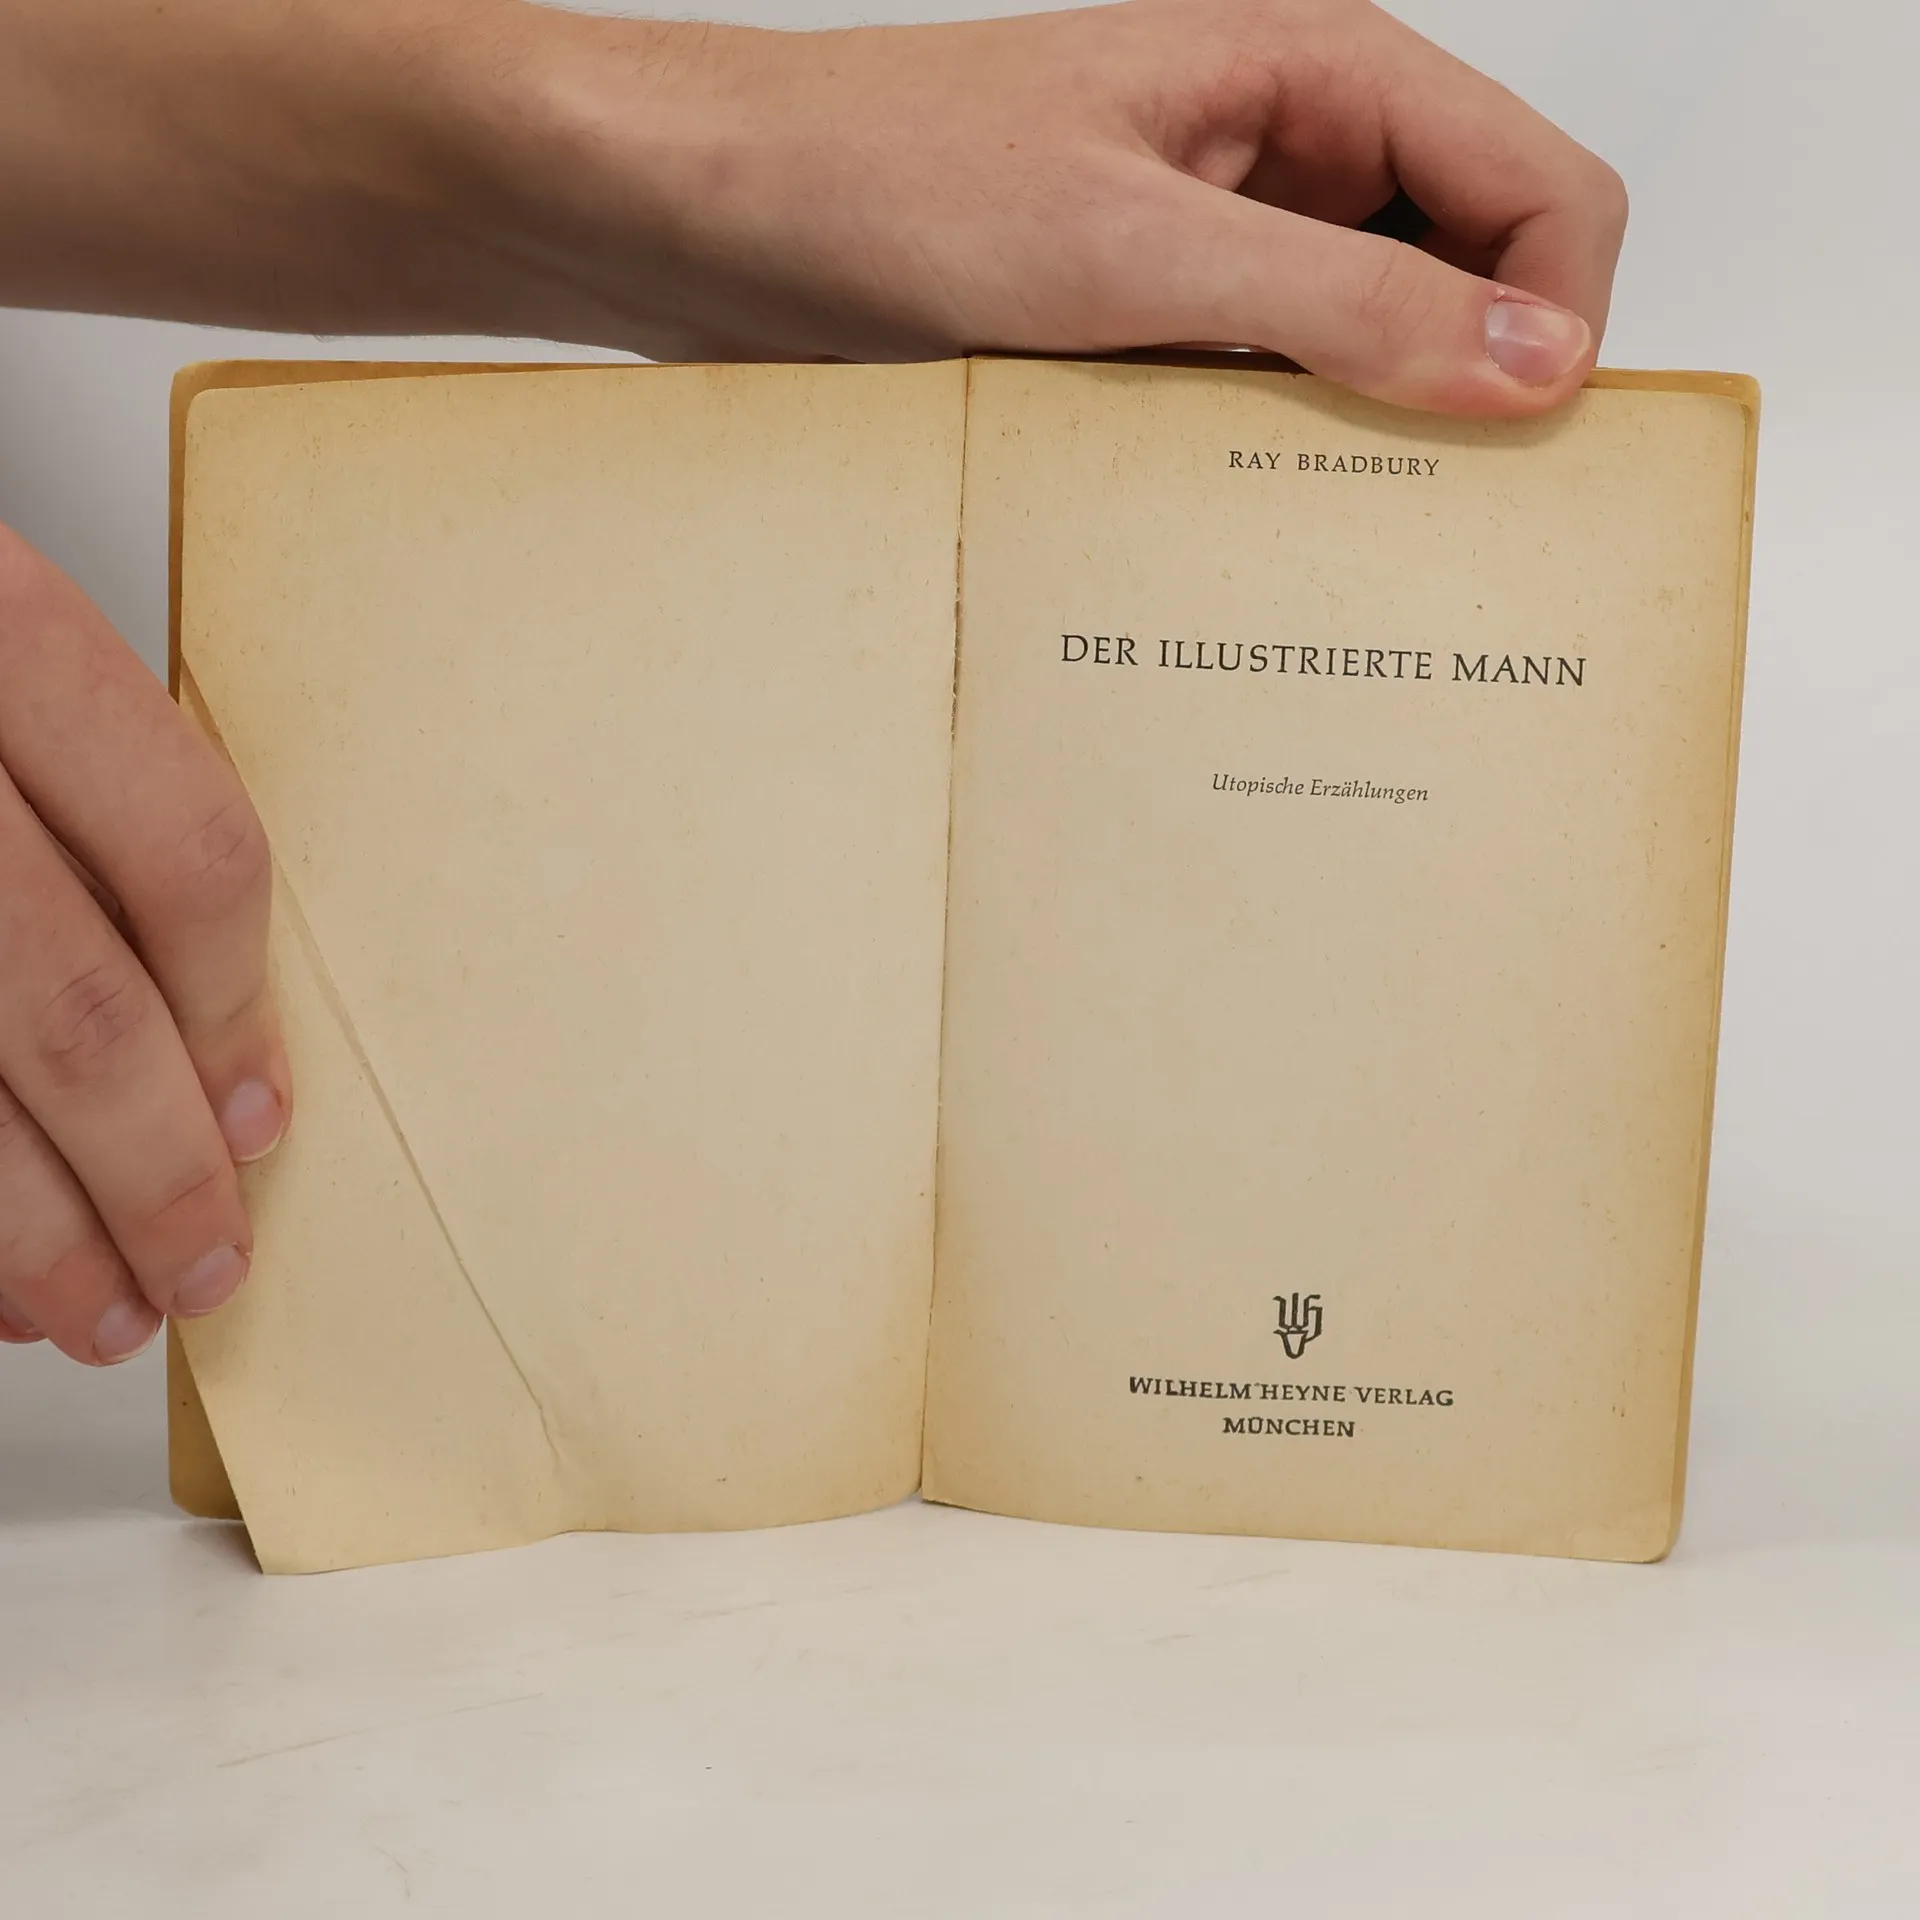 RAY BRADBURY
DER ILLUSTRIERTE MANN
Utopische Erzählungen
WILHELM HEYNE VERLAG
MÜNCHEN